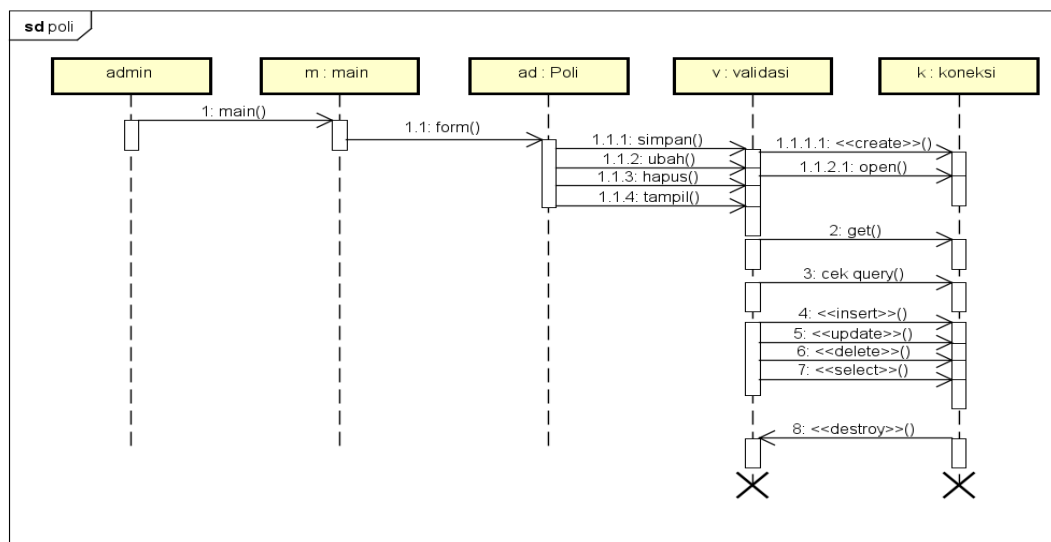 sd poli
admin
m : main
ad : Poli
v : validasi
k : koneksi
1: main()
1.1: form()
1.1.1: simpan()
1.1.2: ubah()
1.1.3: hapus()
1.1.4: tampil()
1.1.1.1: <<create>>()
1.1.2.1: open()
2: get()
3: cek query()
4: <<insert>>()
5: <<update>>()
6: <<delete>>()
7: <<select>>()
8: <<destroy>>()